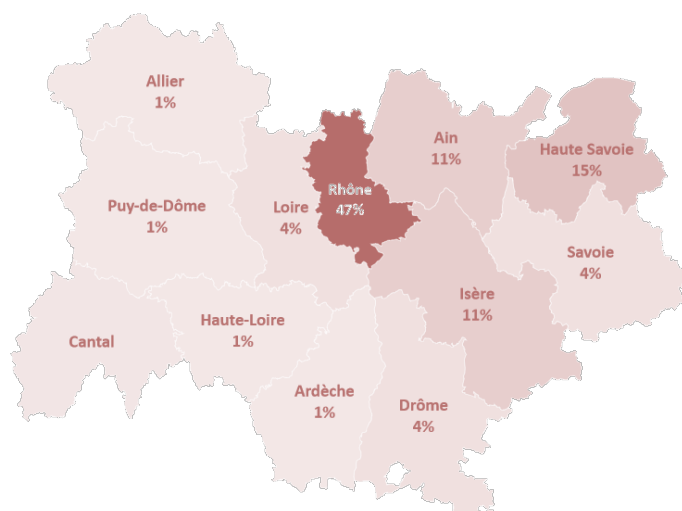 Allier
1%
Ain
11%
Haute Savoie
15%
Rhône
47%
Puy-de-Dôme
1%
Loire
4%
Savoie
4%
Isère
11%
Haute-Loire
1%
Cantal
Ardèche
1%
Drôme
4%